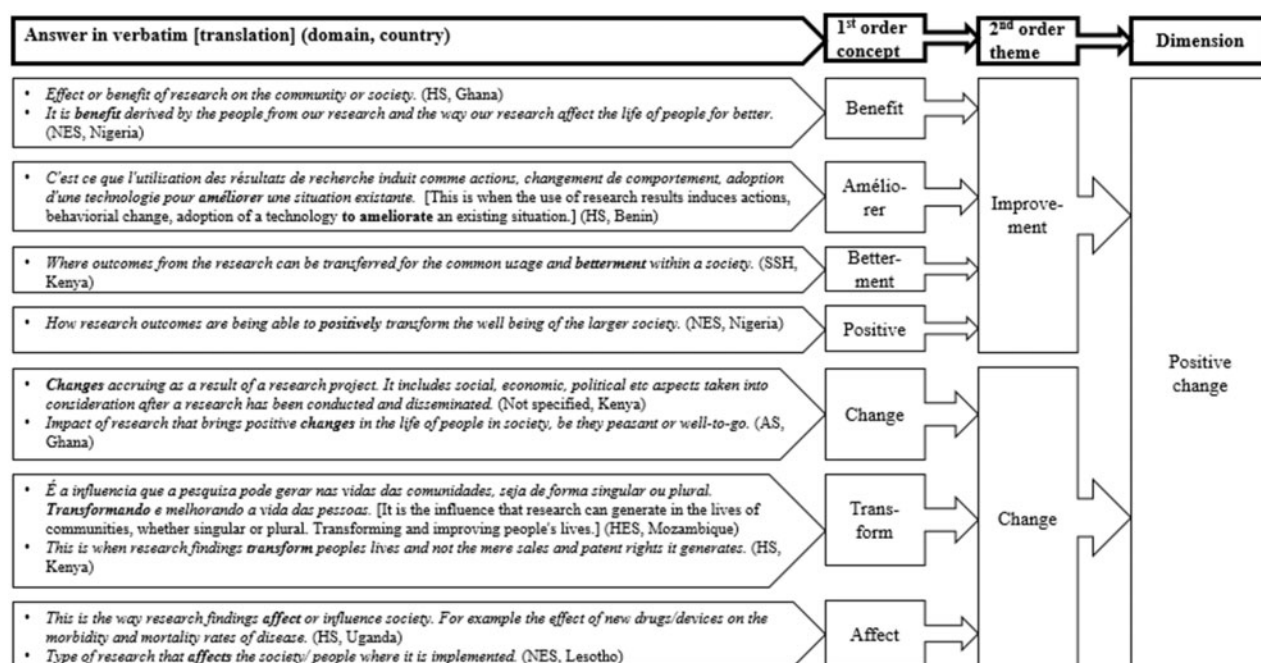 Answer in verbatim [translation] (domain, country)
1st order
concept
2nd order
theme
Dimension
• Effect or benefit of research on the community or society. (HS, Ghana)
• It is benefit derived by the people from our research and the way our research affect the life of people for better.
(NES, Nigeria)
Benefit
• C'est ce que l'utilisation des résultats de recherche induit comme actions, changement de comportement, adoption
d'une technologie pour améliorer une situation existante. [This is when the use of research results induces actions,
behaviorial change, adoption of a technology to ameliorate an existing situation.] (HS, Benin)
Amélio-
rer
Improve-
ment
• Where outcomes from the research can be transferred for the common usage and betterment within a society. (SSH,
Kenya)
Better-
ment
• How research outcomes are being able to positively transform the well being of the larger society. (NES, Nigeria)
Positive
Positive
change
• Changes accruing as a result of a research project. It includes social, economic, political etc aspects taken into
consideration after a research has been conducted and disseminated. (Not specified, Kenya)
• Impact of research that brings positive changes in the life of people in society, be they peasant or well-to-go. (AS,
Ghana)
Change
• É a influencia que a pesquisa pode gerar nas vidas das comunidades, seja de forma singular ou plural.
Transformando e melhorando a vida das pessoas. [It is the influence that research can generate in the lives of
communities, whether singular or plural. Transforming and improving people's lives.] (HES, Mozambique)
• This is when research findings transform peoples lives and not the mere sales and patent rights it generates. (HS,
Kenya)
Trans-
form
Change
• This is the way research findings affect or influence society. For example the effect of new drugs/devices on the
morbidity and mortality rates of disease. (HS, Uganda)
• Type of research that affects the society/ people where it is implemented. (NES, Lesotho)
Affect